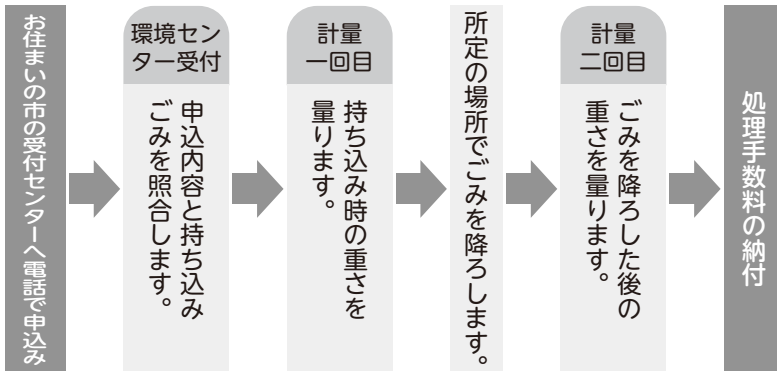 お住まいの市の受付センターへ電話で申込み
環境セン
ター受付
申込内容と持ち込み
ごみを照合します。
計量
一回目
持ち込み時の重さを
量ります。
所定の場所でごみを降ろします。
計量
二回目
ごみを降ろした後の
重さを量ります。
処理手数料の納付